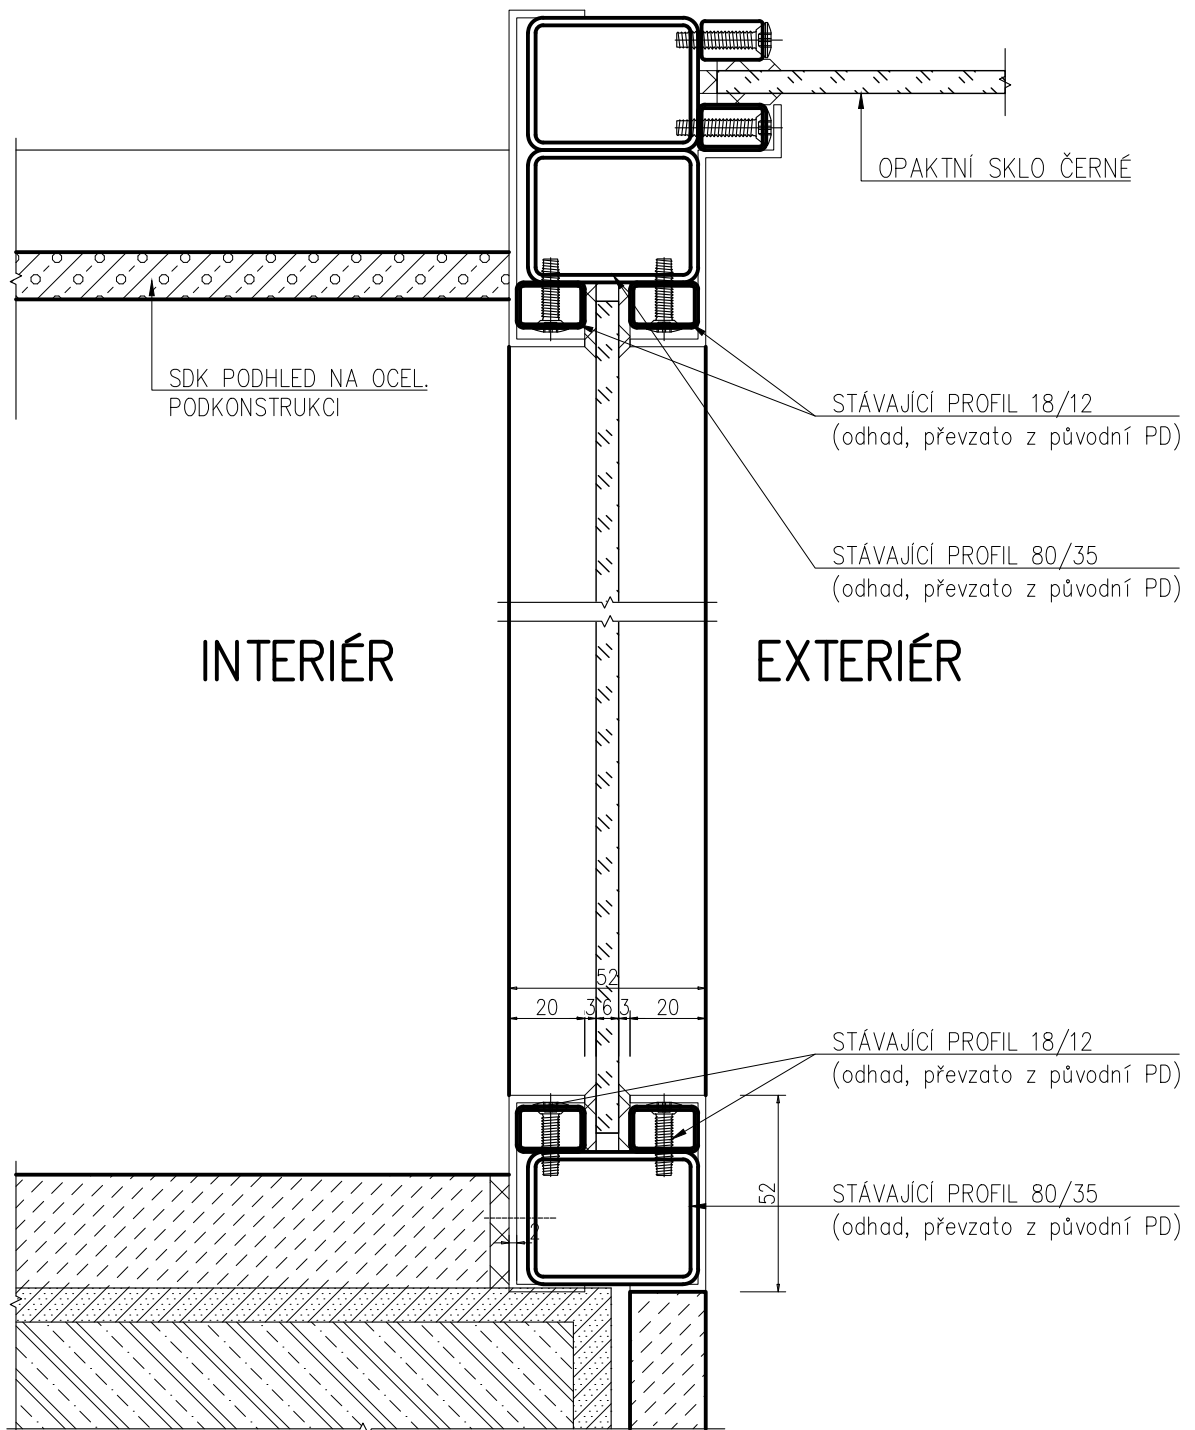 OPAKTNÍ SKLO ČERNÉ
SDK PODHLED NA OCEL.
PODKONSTRUKCI
STÁVAJÍCÍ PROFIL 18/12
(odhad, převzato z původní PD)
STÁVAJÍCÍ PROFIL 80/35
(odhad, převzato z původní PD)
INTERIÉR
EXTERIÉR
52
20 3 6 3 20
STÁVAJÍCÍ PROFIL 18/12
(odhad, převzato z původní PD)
52
STÁVAJÍCÍ PROFIL 80/35
(odhad, převzato z původní PD)
2